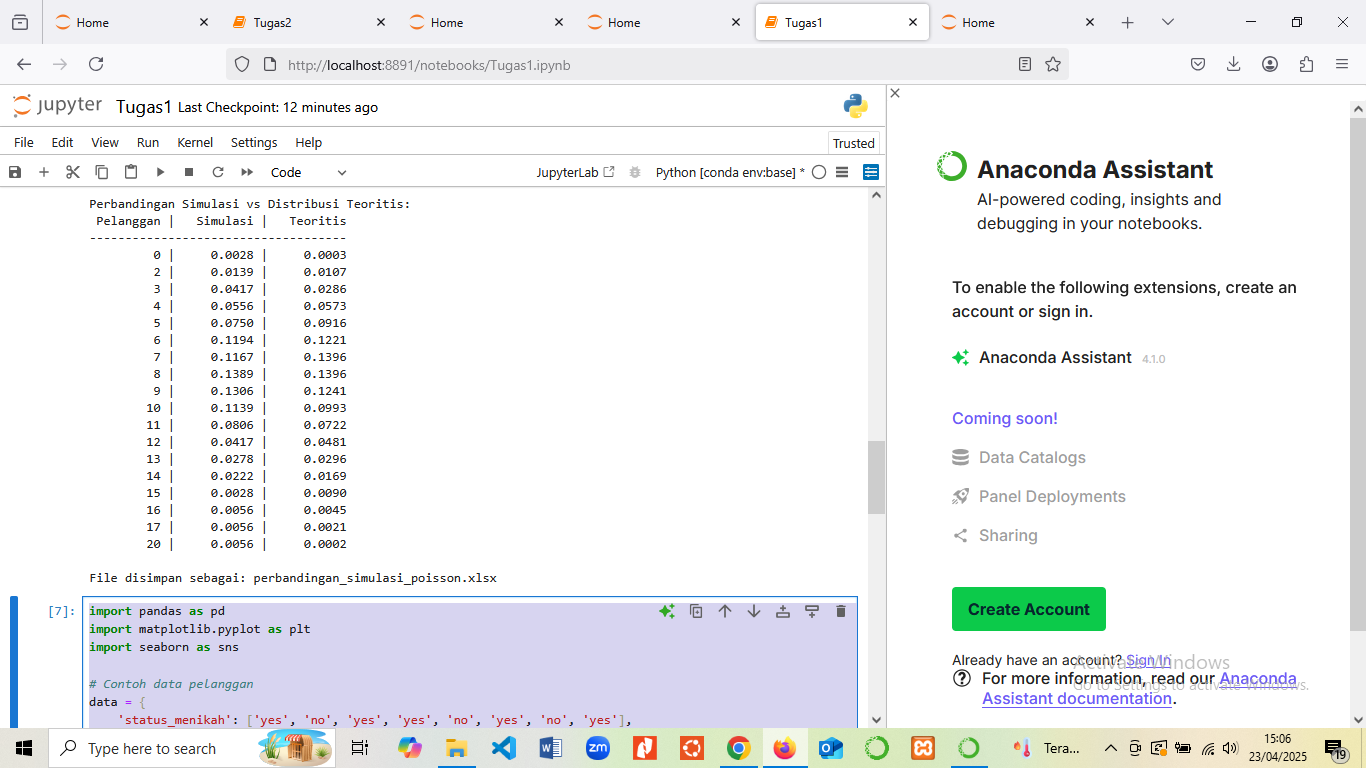 Home
Tugas2
Home
Home
Tugas1
Home
http://localhost:8891/notebooks/Tugas1.ipynb
jupyter Tugas1 Last Checkpoint: 12 minutes ago
File Edit View Run Kernel Settings Help
Trusted
Code
JupyterLab
Python [conda env:base] *
Perbandingan Simulasi vs Distribusi Teoritis:
Pelanggan | Simulasi | Teoritis
------------------------------------
0 | 0.0028 | 0.0003
2 | 0.0139 | 0.0107
3 | 0.0417 | 0.0286
4 | 0.0556 | 0.0573
5 | 0.0750 | 0.0916
6 | 0.1194 | 0.1221
7 | 0.1167 | 0.1396
8 | 0.1389 | 0.1396
9 | 0.1306 | 0.1241
10 | 0.1139 | 0.0993
11 | 0.0806 | 0.0722
12 | 0.0417 | 0.0481
13 | 0.0278 | 0.0296
14 | 0.0222 | 0.0169
15 | 0.0028 | 0.0090
16 | 0.0056 | 0.0045
17 | 0.0056 | 0.0021
20 | 0.0056 | 0.0002
File disimpan sebagai: perbandingan_simulasi_poisson.xlsx
[7]:
import pandas as pd
import matplotlib.pyplot as plt
import seaborn as sns
# Contoh data pelanggan
data = {
'status_menikah': ['yes', 'no', 'yes', 'yes', 'no', 'yes', 'no', 'yes'],
Anaconda Assistant
AI-powered coding, insights and
debugging in your notebooks.
To enable the following extensions, create an
account or sign in.
Anaconda Assistant 4.1.0
Coming soon!
Data Catalogs
Panel Deployments
Sharing
Create Account
Already have an account? Sign In
For more information, read our Anaconda
Assistant documentation.
Activate Windows
Go to Settings to activate Windows.
Type here to search
zm
Tera...
15:06
23/04/2025
19